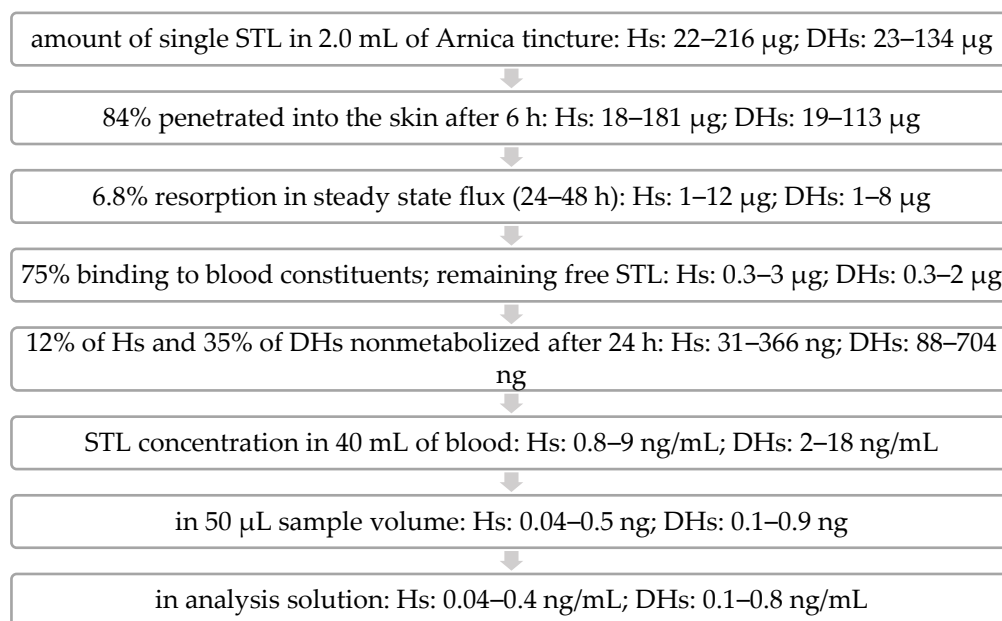 amount of single STL in 2.0 mL of Arnica tincture: Hs: 22–216 μg; DHs: 23–134 μg
84% penetrated into the skin after 6 h: Hs: 18–181 μg; DHs: 19–113 μg
6.8% resorption in steady state flux (24–48 h): Hs: 1–12 μg; DHs: 1–8 μg
75% binding to blood constituents; remaining free STL: Hs: 0.3–3 μg; DHs: 0.3–2 μg
12% of Hs and 35% of DHs nonmetabolized after 24 h: Hs: 31–366 ng; DHs: 88–704
ng
STL concentration in 40 mL of blood: Hs: 0.8–9 ng/mL; DHs: 2–18 ng/mL
in 50 μL sample volume: Hs: 0.04–0.5 ng; DHs: 0.1–0.9 ng
in analysis solution: Hs: 0.04–0.4 ng/mL; DHs: 0.1–0.8 ng/mL